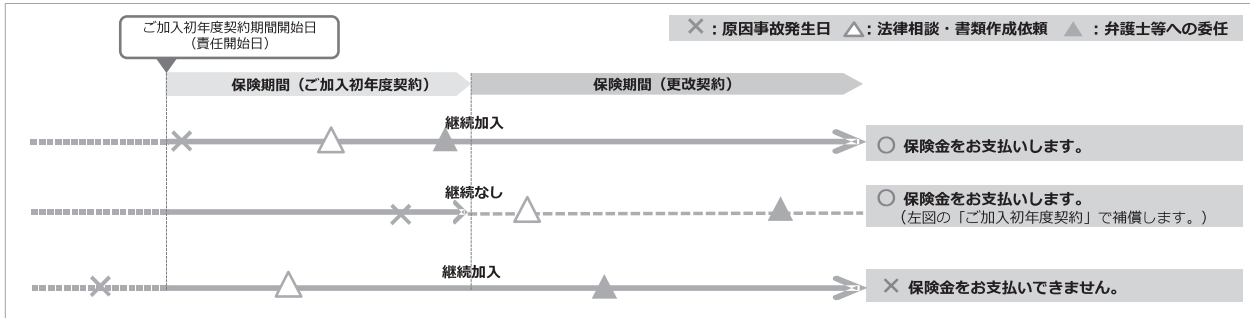 ご加入初年度契約期間開始日
（責任開始日）
✕：原因事故発生日 △：法律相談・書類作成依頼 ▲：弁護士等への委任
保険期間（ご加入初年度契約） 保険期間（更改契約）
継続加入
○ 保険金をお支払いします。
継続なし
○ 保険金をお支払いします。
（左図の「ご加入初年度契約」で補償します。）
継続加入
✕ 保険金をお支払いできません。